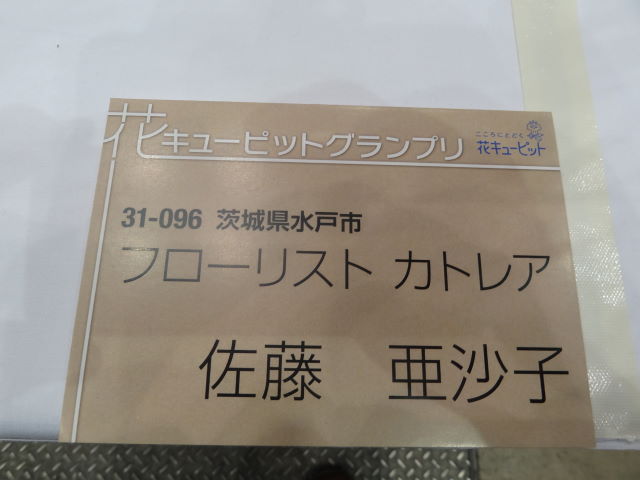 花キューピットグランプリ
こころにとどく
花キューピット
31-096 茨城県水戸市
フローリスト カトレア
佐藤 亜沙子